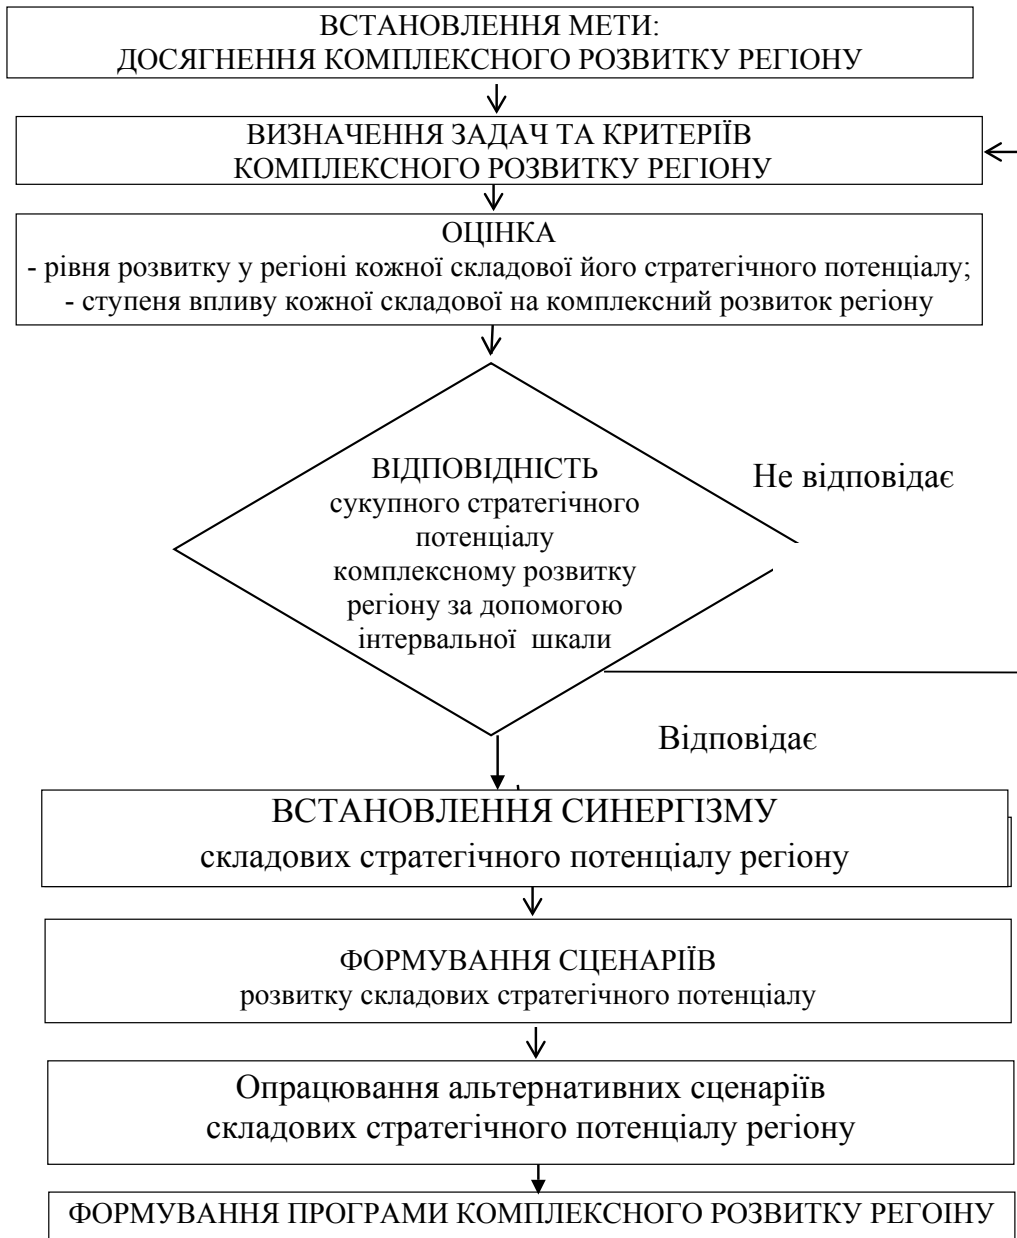 ВСТАНОВЛЕННЯ МЕТИ:
ДОСЯГНЕННЯ КОМПЛЕКСНОГО РОЗВИТКУ РЕГІОНУ
ВИЗНАЧЕННЯ ЗАДАЧ ТА КРИТЕРІЇВ
КОМПЛЕКСНОГО РОЗВИТКУ РЕГІОНУ
ОЦІНКА
- рівня розвитку у регіоні кожної складової його стратегічного потенціалу;
- ступеня впливу кожної складової на комплексний розвиток регіону
ВІДПОВІДНІСТЬ
сукупного стратегічного
потенціалу
комплексному розвитку
регіону за допомогою
інтервальної шкали
Не відповідає
Відповідає
ВСТАНОВЛЕННЯ СИНЕРГІЗМУ
складових стратегічного потенціалу регіону
ФОРМУВАННЯ СЦЕНАРІЇВ
розвитку складових стратегічного потенціалу
Опрацювання альтернативних сценаріїв
складових стратегічного потенціалу регіону
ФОРМУВАННЯ ПРОГРАМИ КОМПЛЕКСНОГО РОЗВИТКУ РЕГОІНУ